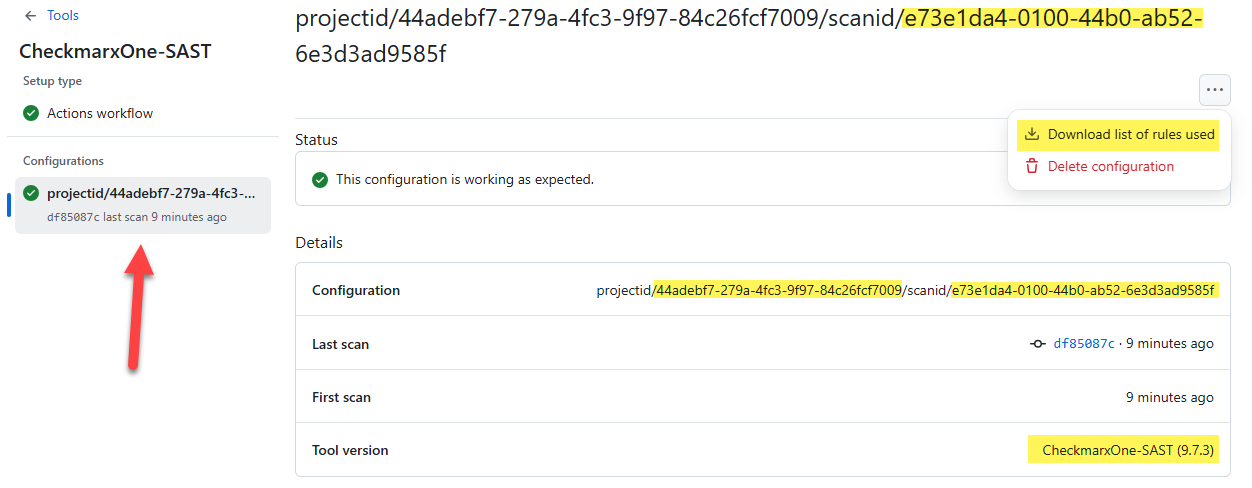 Tools
CheckmarxOne-SAST
Setup type
Actions workflow
Configurations
projectid/44adebf7-279a-4fc3-...
df85087c last scan 9 minutes ago
projectid/44adebf7-279a-4fc3-9f97-84c26fcf7009/scanid/e73e1da4-0100-44b0-ab52-
6e3d3ad9585f
Download list of rules used
Delete configuration
Status
This configuration is working as expected.
Details
Configuration projectid/44adebf7-279a-4fc3-9f97-84c26fcf7009/scanid/e73e1da4-0100-44b0-ab52-6e3d3ad9585f
Last scan df85087c · 9 minutes ago
First scan 9 minutes ago
Tool version CheckmarxOne-SAST (9.7.3)